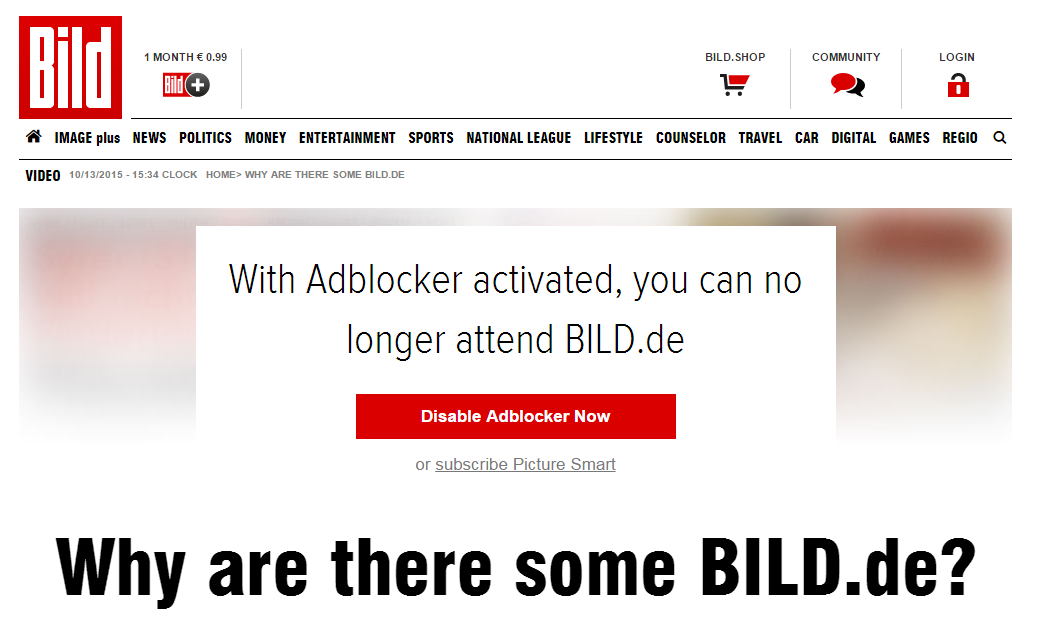 Bild
1 MONTH € 0.99
Bild +
BILD.SHOP
COMMUNITY
LOGIN
IMAGE plus NEWS POLITICS MONEY ENTERTAINMENT SPORTS NATIONAL LEAGUE LIFESTYLE COUNSELOR TRAVEL CAR DIGITAL GAMES REGIO
VIDEO 10/13/2015 - 15:34 CLOCK HOME> WHY ARE THERE SOME BILD.DE
With Adblocker activated, you can no
longer attend BILD.de
Disable Adblocker Now
or subscribe Picture Smart
Why are there some BILD.de?